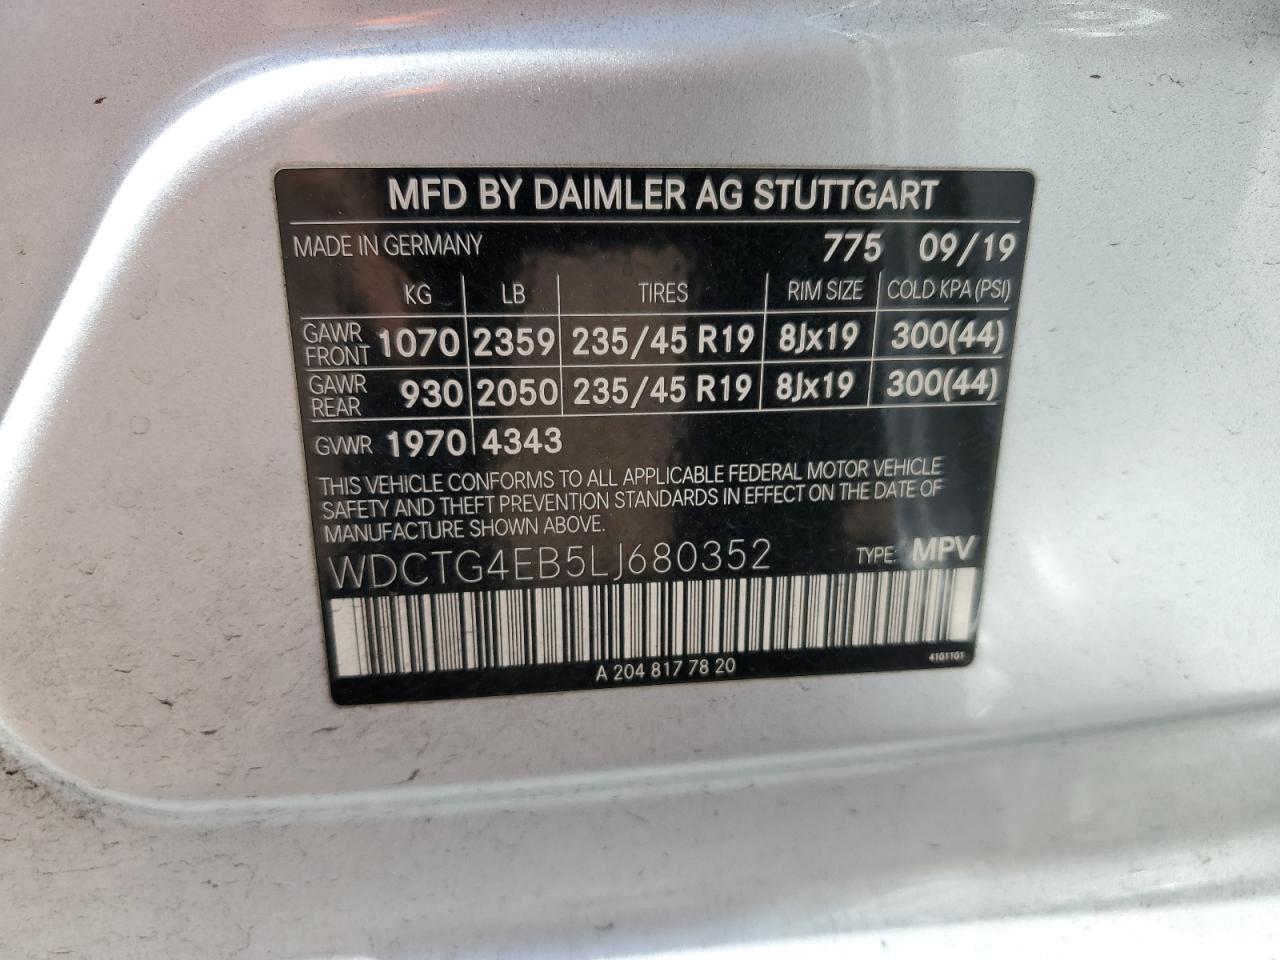 MFD BY DAIMLER AG STUTTGART
MADE IN GERMANY 775 09/19
KG LB TIRES RIM SIZE COLD KPA (PSI)
GAWR FRONT 1070 2359 235/45 R19 8Jx19 300(44)
GAWR REAR 930 2050 235/45 R19 8Jx19 300(44)
GVWR 1970 4343
THIS VEHICLE CONFORMS TO ALL APPLICABLE FEDERAL MOTOR VEHICLE
SAFETY AND THEFT PREVENTION STANDARDS IN EFFECT ON THE DATE OF
MANUFACTURE SHOWN ABOVE.
WDCTG4EB5LJ680352 TYPE: MPV
A 204 817 78 20 4101101